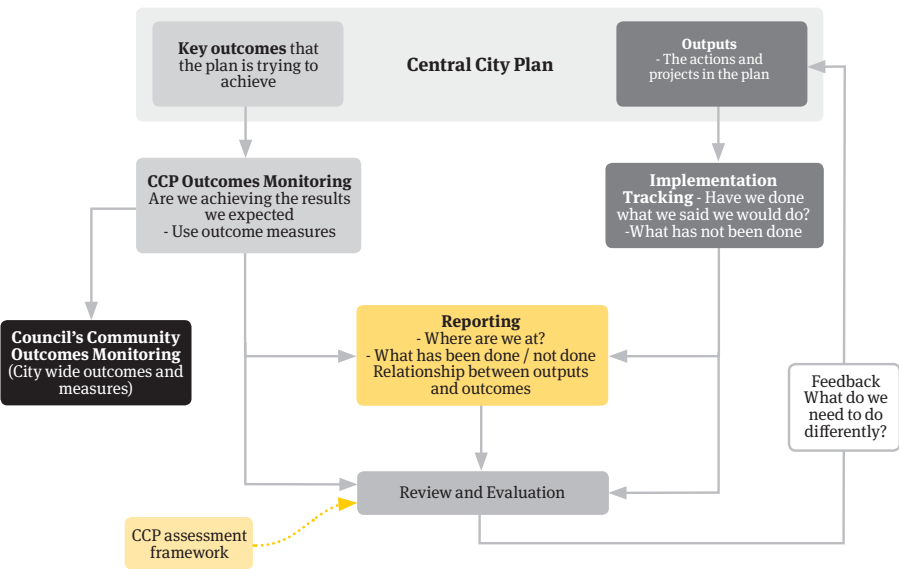 Key outcomes that
the plan is trying to
achieve
Central City Plan
Outputs
- The actions and
projects in the plan
CCP Outcomes Monitoring
Are we achieving the results
we expected
- Use outcome measures
Implementation
Tracking - Have we done
what we said we would do?
-What has not been done
Council's Community
Outcomes Monitoring
(City wide outcomes and
measures)
Reporting
- Where are we at?
- What has been done / not done
Relationship between outputs
and outcomes
Feedback
What do we
need to do
differently?
Review and Evaluation
CCP assessment
framework